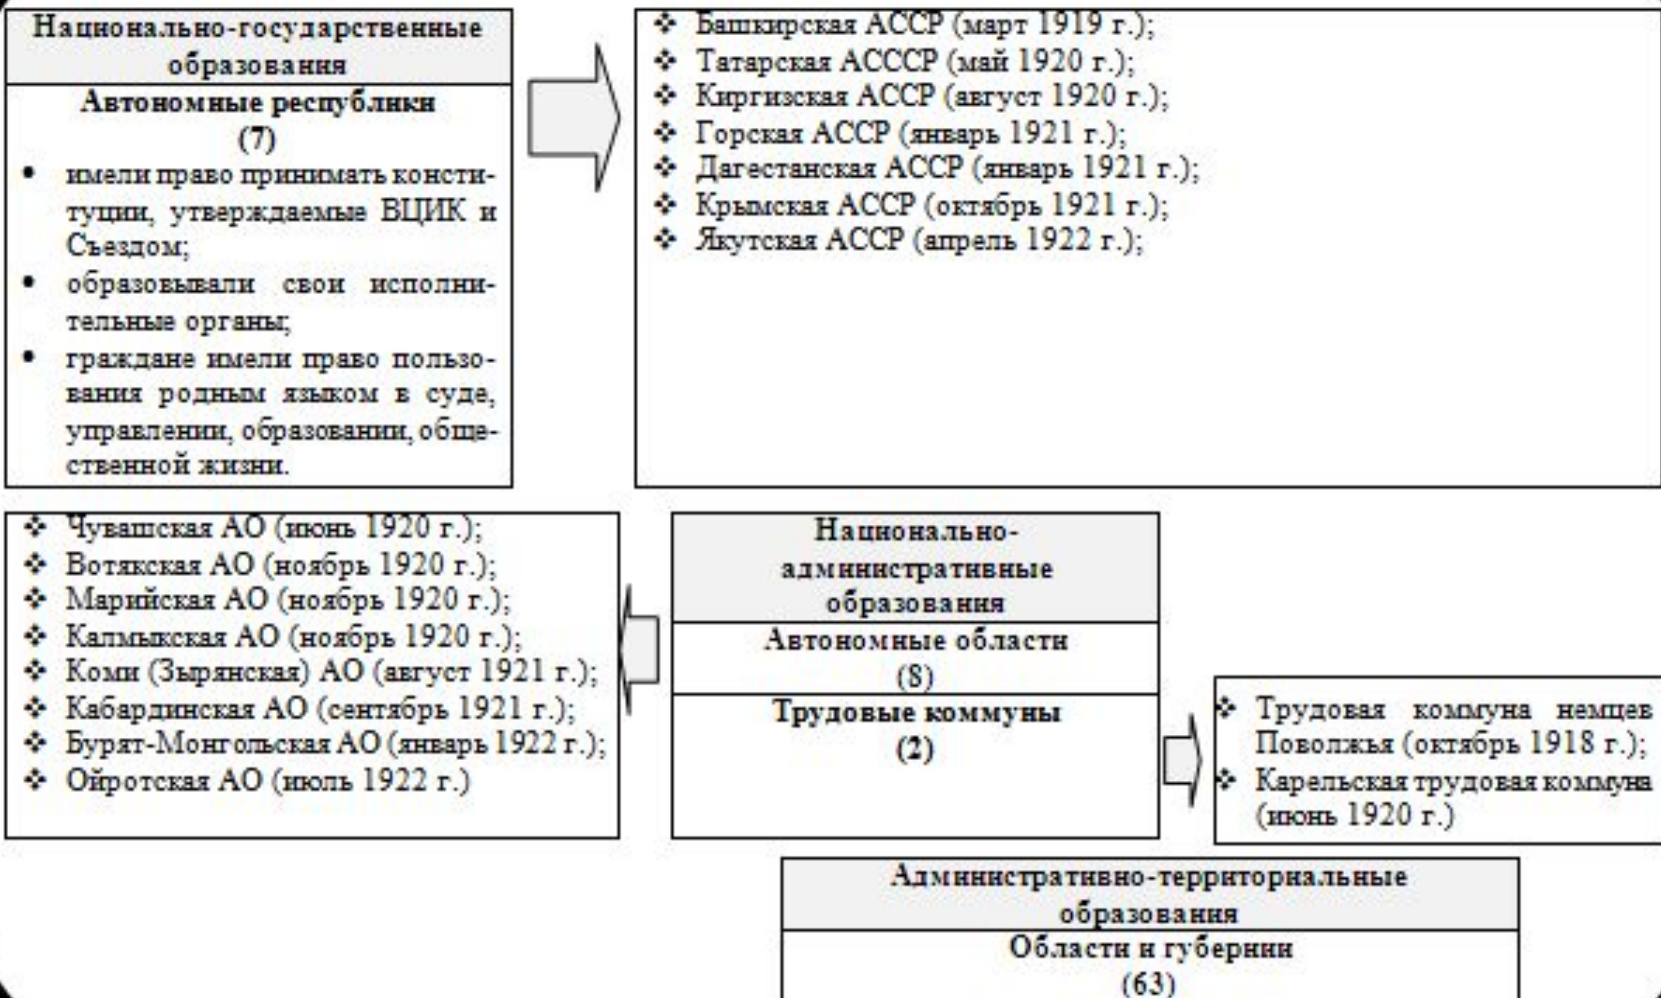 Национально-государственные
образования
Автономные республики
(7)
• имели право принимать консти-
туции, утверждаемые ВЦИК и
Съездом;
• образовывали свои исполни-
тельные органы;
• граждане имели право пользо-
вания родным языком в суде,
управлении, образовании, обще-
ственной жизни.
❖ Башкирская АССР (март 1919 г.);
❖ Татарская АСССР (май 1920 г.);
❖ Киргизская АССР (август 1920 г.);
❖ Горская АССР (январь 1921 г.);
❖ Дагестанская АССР (январь 1921 г.);
❖ Крымская АССР (октябрь 1921 г.);
❖ Якутская АССР (апрель 1922 г.);
❖ Чувашская АО (июнь 1920 г.);
❖ Вотякская АО (ноябрь 1920 г.);
❖ Марийская АО (ноябрь 1920 г.);
❖ Калмыкская АО (ноябрь 1920 г.);
❖ Коми (Зырянская) АО (август 1921 г.);
❖ Кабардинская АО (сентябрь 1921 г.);
❖ Бурят-Монгольская АО (январь 1922 г.);
❖ Ойротская АО (июль 1922 г.)
Национально-
административные
образования
Автономные области
(8)
Трудовые коммуны
(2)
❖ Трудовая коммуна немцев
Поволжья (октябрь 1918 г.);
❖ Карельская трудовая коммуна
(июнь 1920 г.)
Административно-территориальные
образования
Области и губернии
(63)